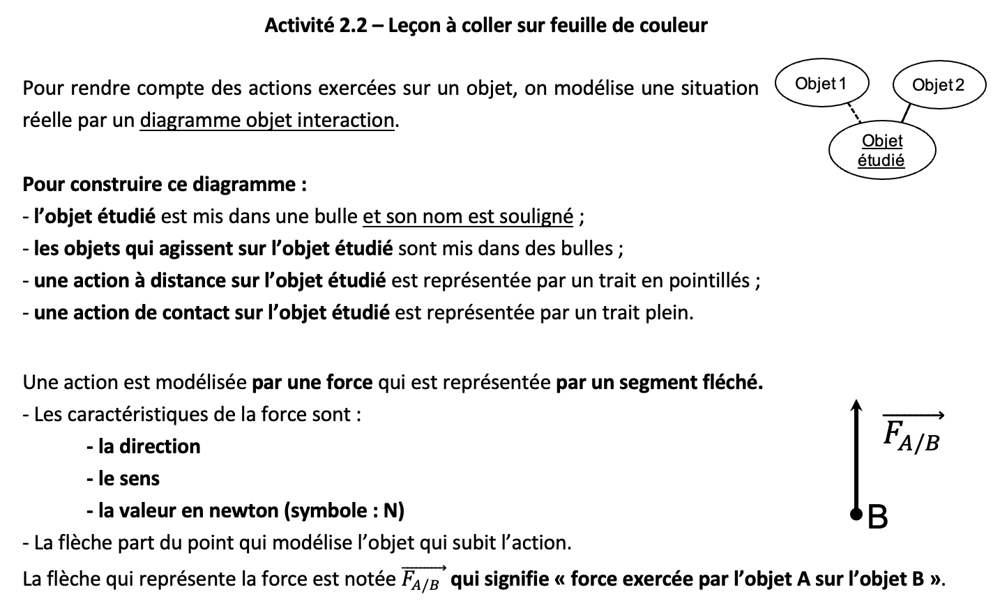 Activité 2.2 – Leçon à coller sur feuille de couleur
Pour rendre compte des actions exercées sur un objet, on modélise une situation
réelle par un diagramme objet interaction.
Objet 1
Objet 2
Objet
étudié
Pour construire ce diagramme :
- l’objet étudié est mis dans une bulle et son nom est souligné ;
- les objets qui agissent sur l’objet étudié sont mis dans des bulles ;
- une action à distance sur l’objet étudié est représentée par un trait en pointillés ;
- une action de contact sur l’objet étudié est représentée par un trait plein.
Une action est modélisée par une force qui est représentée par un segment fléché.
- Les caractéristiques de la force sont :
- la direction
- le sens
- la valeur en newton (symbole : N)
F_{A/B}
B
- La flèche part du point qui modélise l’objet qui subit l’action.
La flèche qui représente la force est notée F_{A/B} qui signifie « force exercée par l’objet A sur l’objet B ».